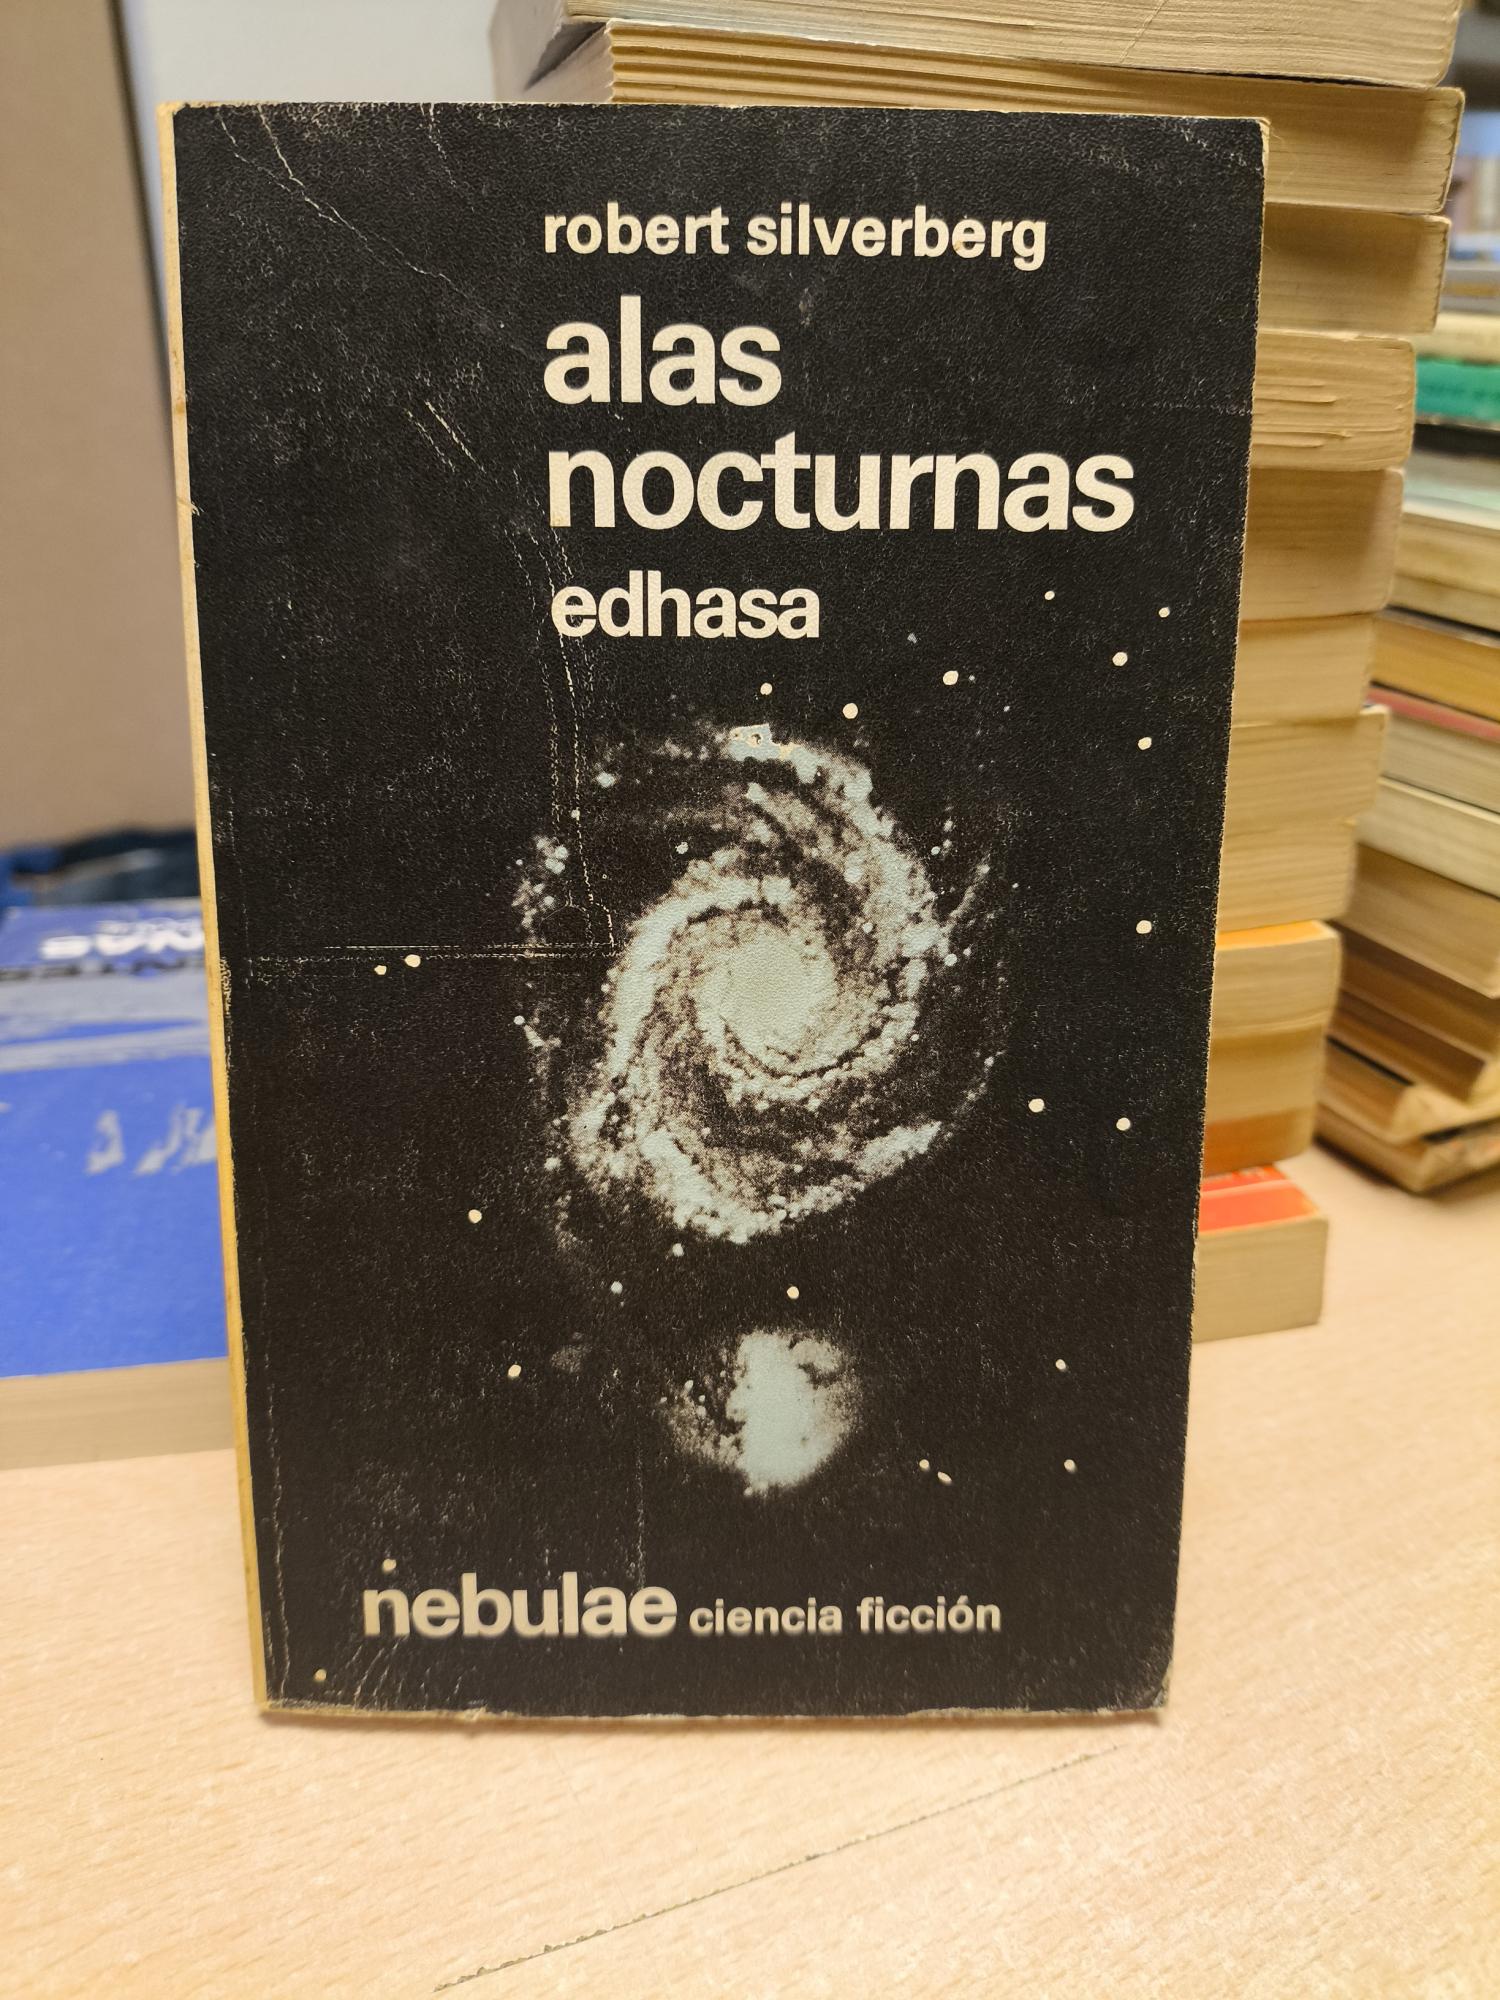 robert silverberg
alas
nocturnas
edhasa
nebulae ciencia ficción